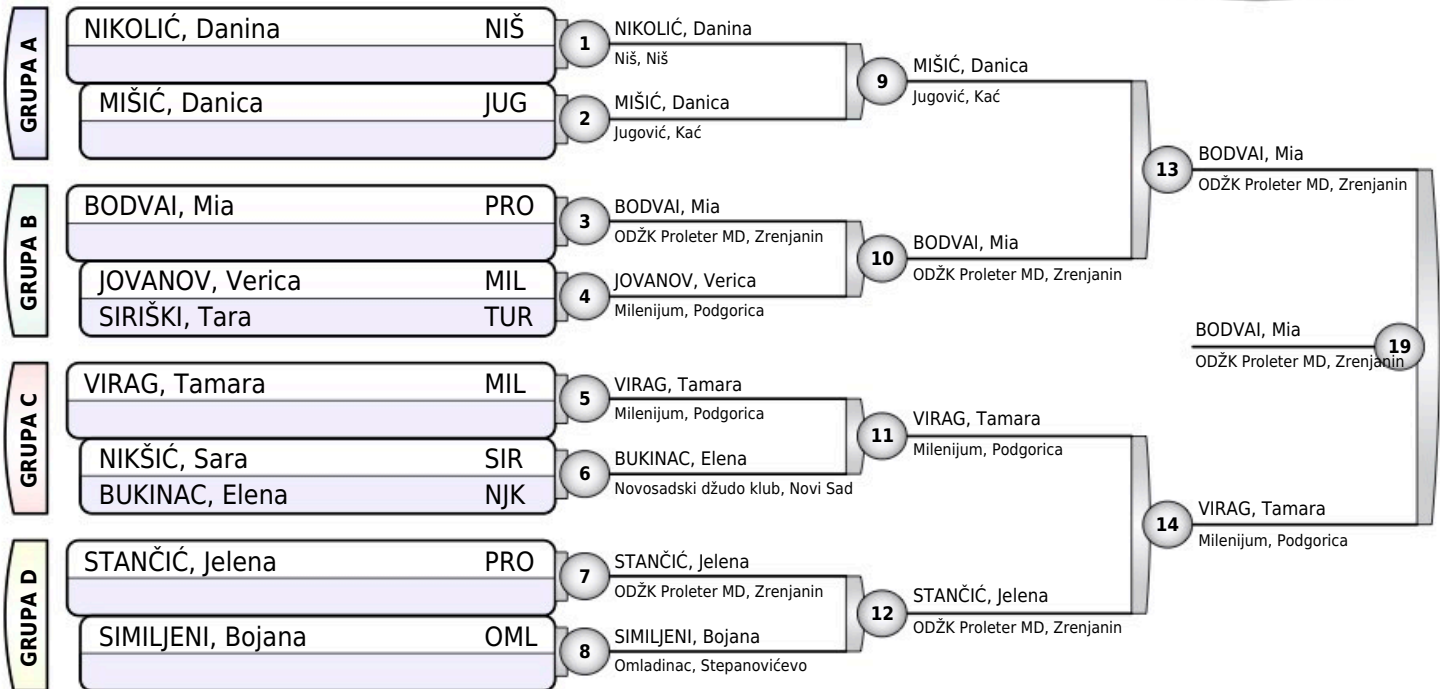 GRUPA A
NIKOLIĆ, Danina NIŠ
MIŠIĆ, Danica JUG
GRUPA B
BODVAI, Mia PRO
JOVANOV, Verica MIL
SIRIŠKI, Tara TUR
GRUPA C
VIRAG, Tamara MIL
NIKŠIĆ, Sara SIR
BUKINAC, Elena NJK
GRUPA D
STANČIĆ, Jelena PRO
SIMILJENI, Bojana OML
1
NIKOLIĆ, Danina
Niš, Niš
2
MIŠIĆ, Danica
Jugović, Kać
3
BODVAI, Mia
ODŽK Proleter MD, Zrenjanin
4
JOVANOV, Verica
Milenijum, Podgorica
5
VIRAG, Tamara
Milenijum, Podgorica
6
BUKINAC, Elena
Novosadski džudo klub, Novi Sad
7
STANČIĆ, Jelena
ODŽK Proleter MD, Zrenjanin
8
SIMILJENI, Bojana
Omladinac, Stepanovićevo
9
MIŠIĆ, Danica
Jugović, Kać
10
BODVAI, Mia
ODŽK Proleter MD, Zrenjanin
11
VIRAG, Tamara
Milenijum, Podgorica
12
STANČIĆ, Jelena
ODŽK Proleter MD, Zrenjanin
13
BODVAI, Mia
ODŽK Proleter MD, Zrenjanin
14
VIRAG, Tamara
Milenijum, Podgorica
BODVAI, Mia
ODŽK Proleter MD, Zrenjanin
19